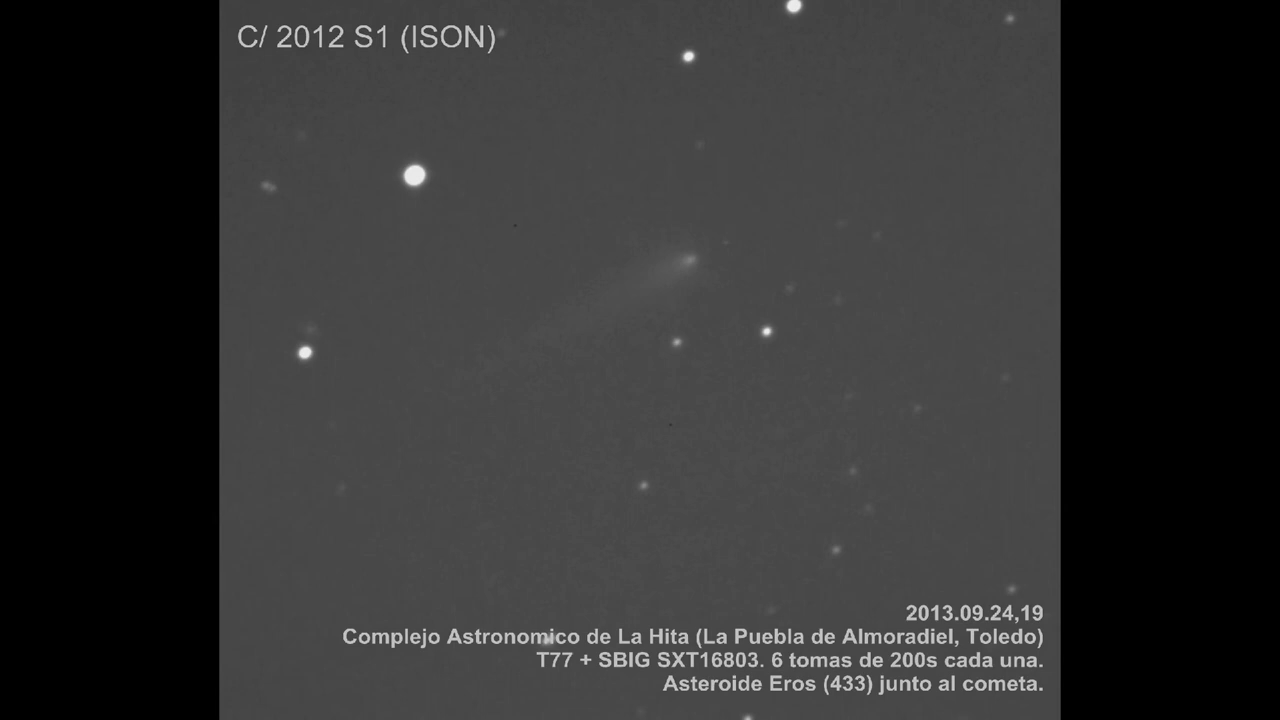 C/ 2012 S1 (ISON)
2013.09.24,19
Complejo Astronomico de La Hita (La Puebla de Almoradiel, Toledo)
T77 + SBIG SXT16803. 6 tomas de 200s cada una.
Asteroide Eros (433) junto al cometa.